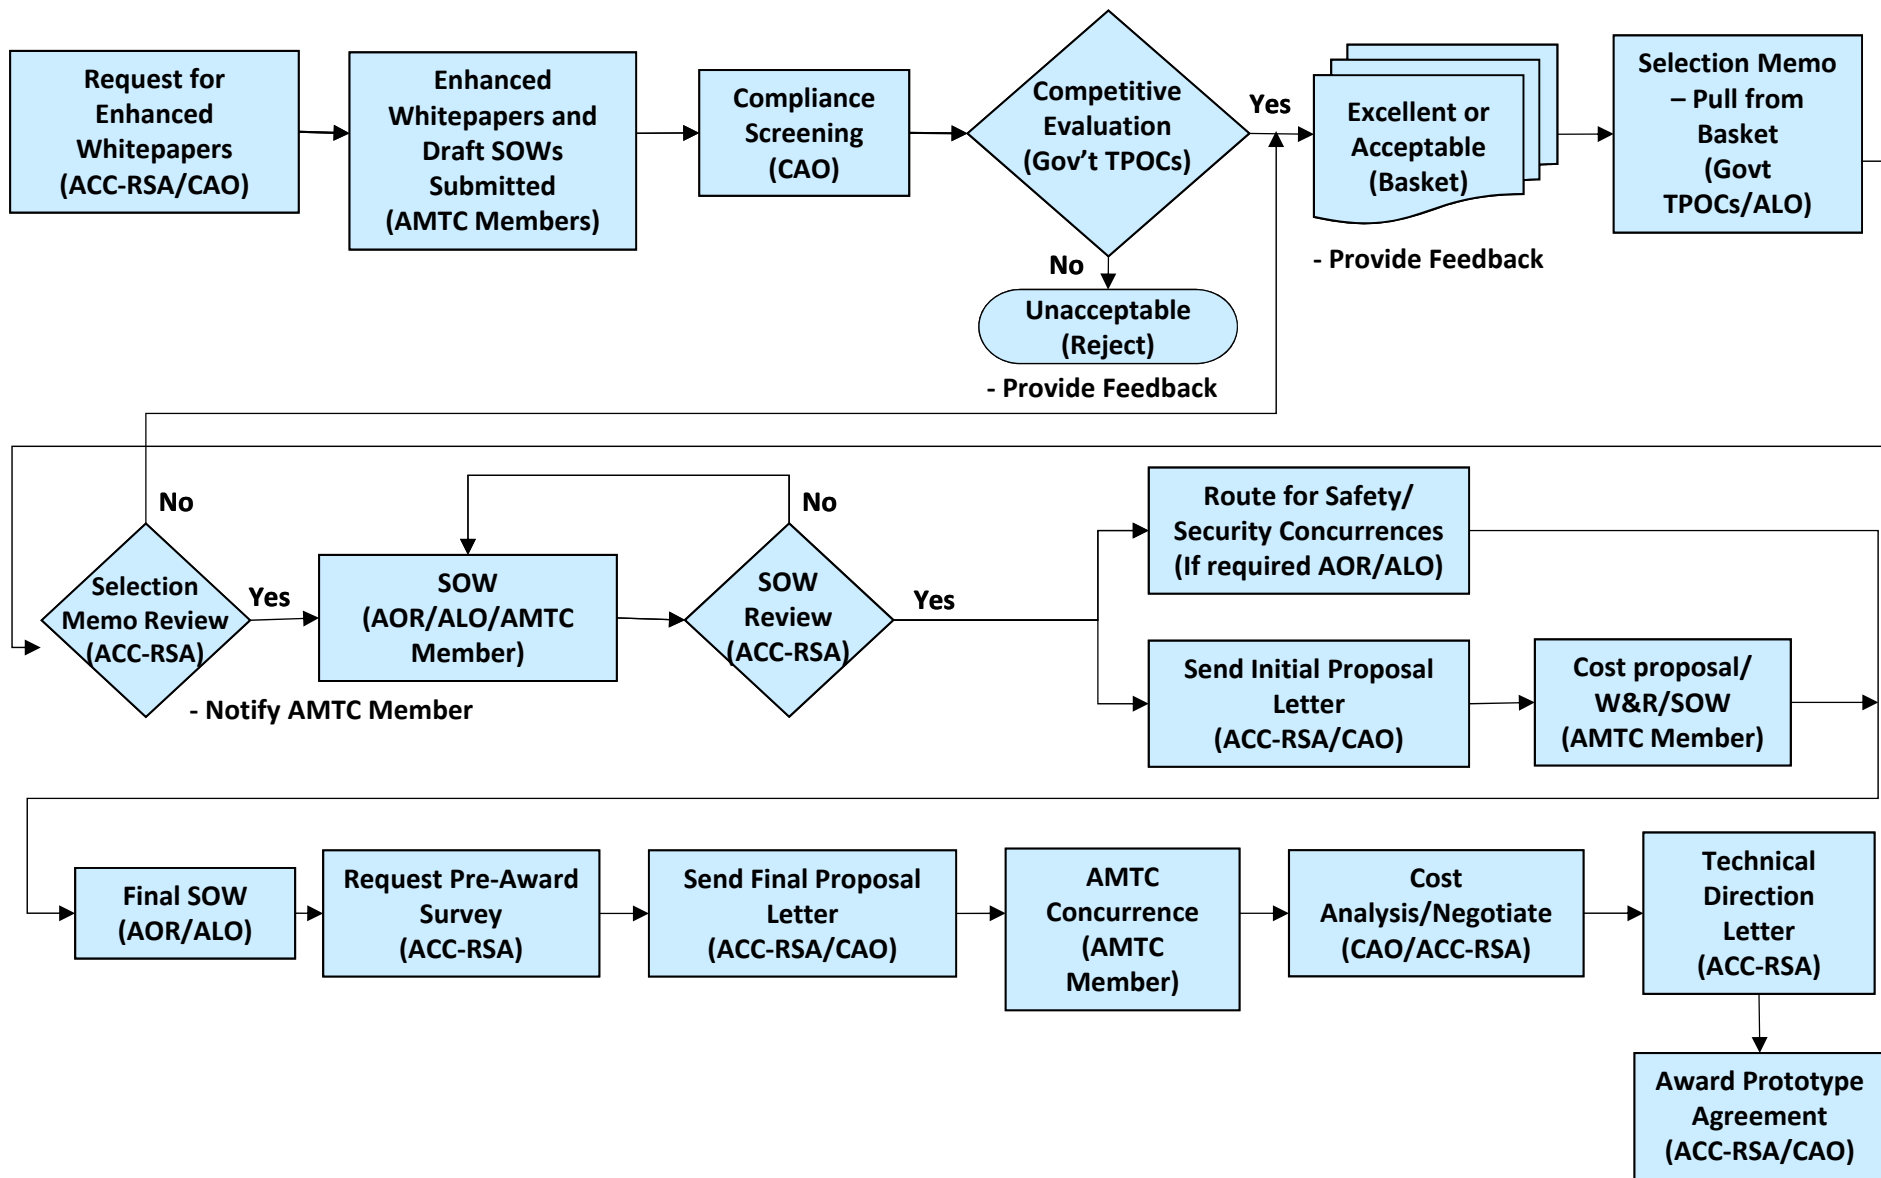 Request for
Enhanced
Whitepapers
(ACC-RSA/CAO)
Enhanced
Whitepapers and
Draft SOWs
Submitted
(AMTC Members)
Compliance
Screening
(CAO)
Competitive
Evaluation
(Gov’t TPOCs)
Yes
No
Unacceptable
(Reject)
- Provide Feedback
Excellent or
Acceptable
(Basket)
- Provide Feedback
Selection Memo
– Pull from
Basket
(Govt
TPOCs/ALO)
Selection
Memo Review
(ACC-RSA)
No
Yes
- Notify AMTC Member
SOW
(AOR/ALO/AMTC
Member)
SOW
Review
(ACC-RSA)
No
Yes
Route for Safety/
Security Concurrences
(If required AOR/ALO)
Send Initial Proposal
Letter
(ACC-RSA/CAO)
Cost proposal/
W&R/SOW
(AMTC Member)
Final SOW
(AOR/ALO)
Request Pre-Award
Survey
(ACC-RSA)
Send Final Proposal
Letter
(ACC-RSA/CAO)
AMTC
Concurrence
(AMTC
Member)
Cost
Analysis/Negotiate
(CAO/ACC-RSA)
Technical
Direction
Letter
(ACC-RSA)
Award Prototype
Agreement
(ACC-RSA/CAO)